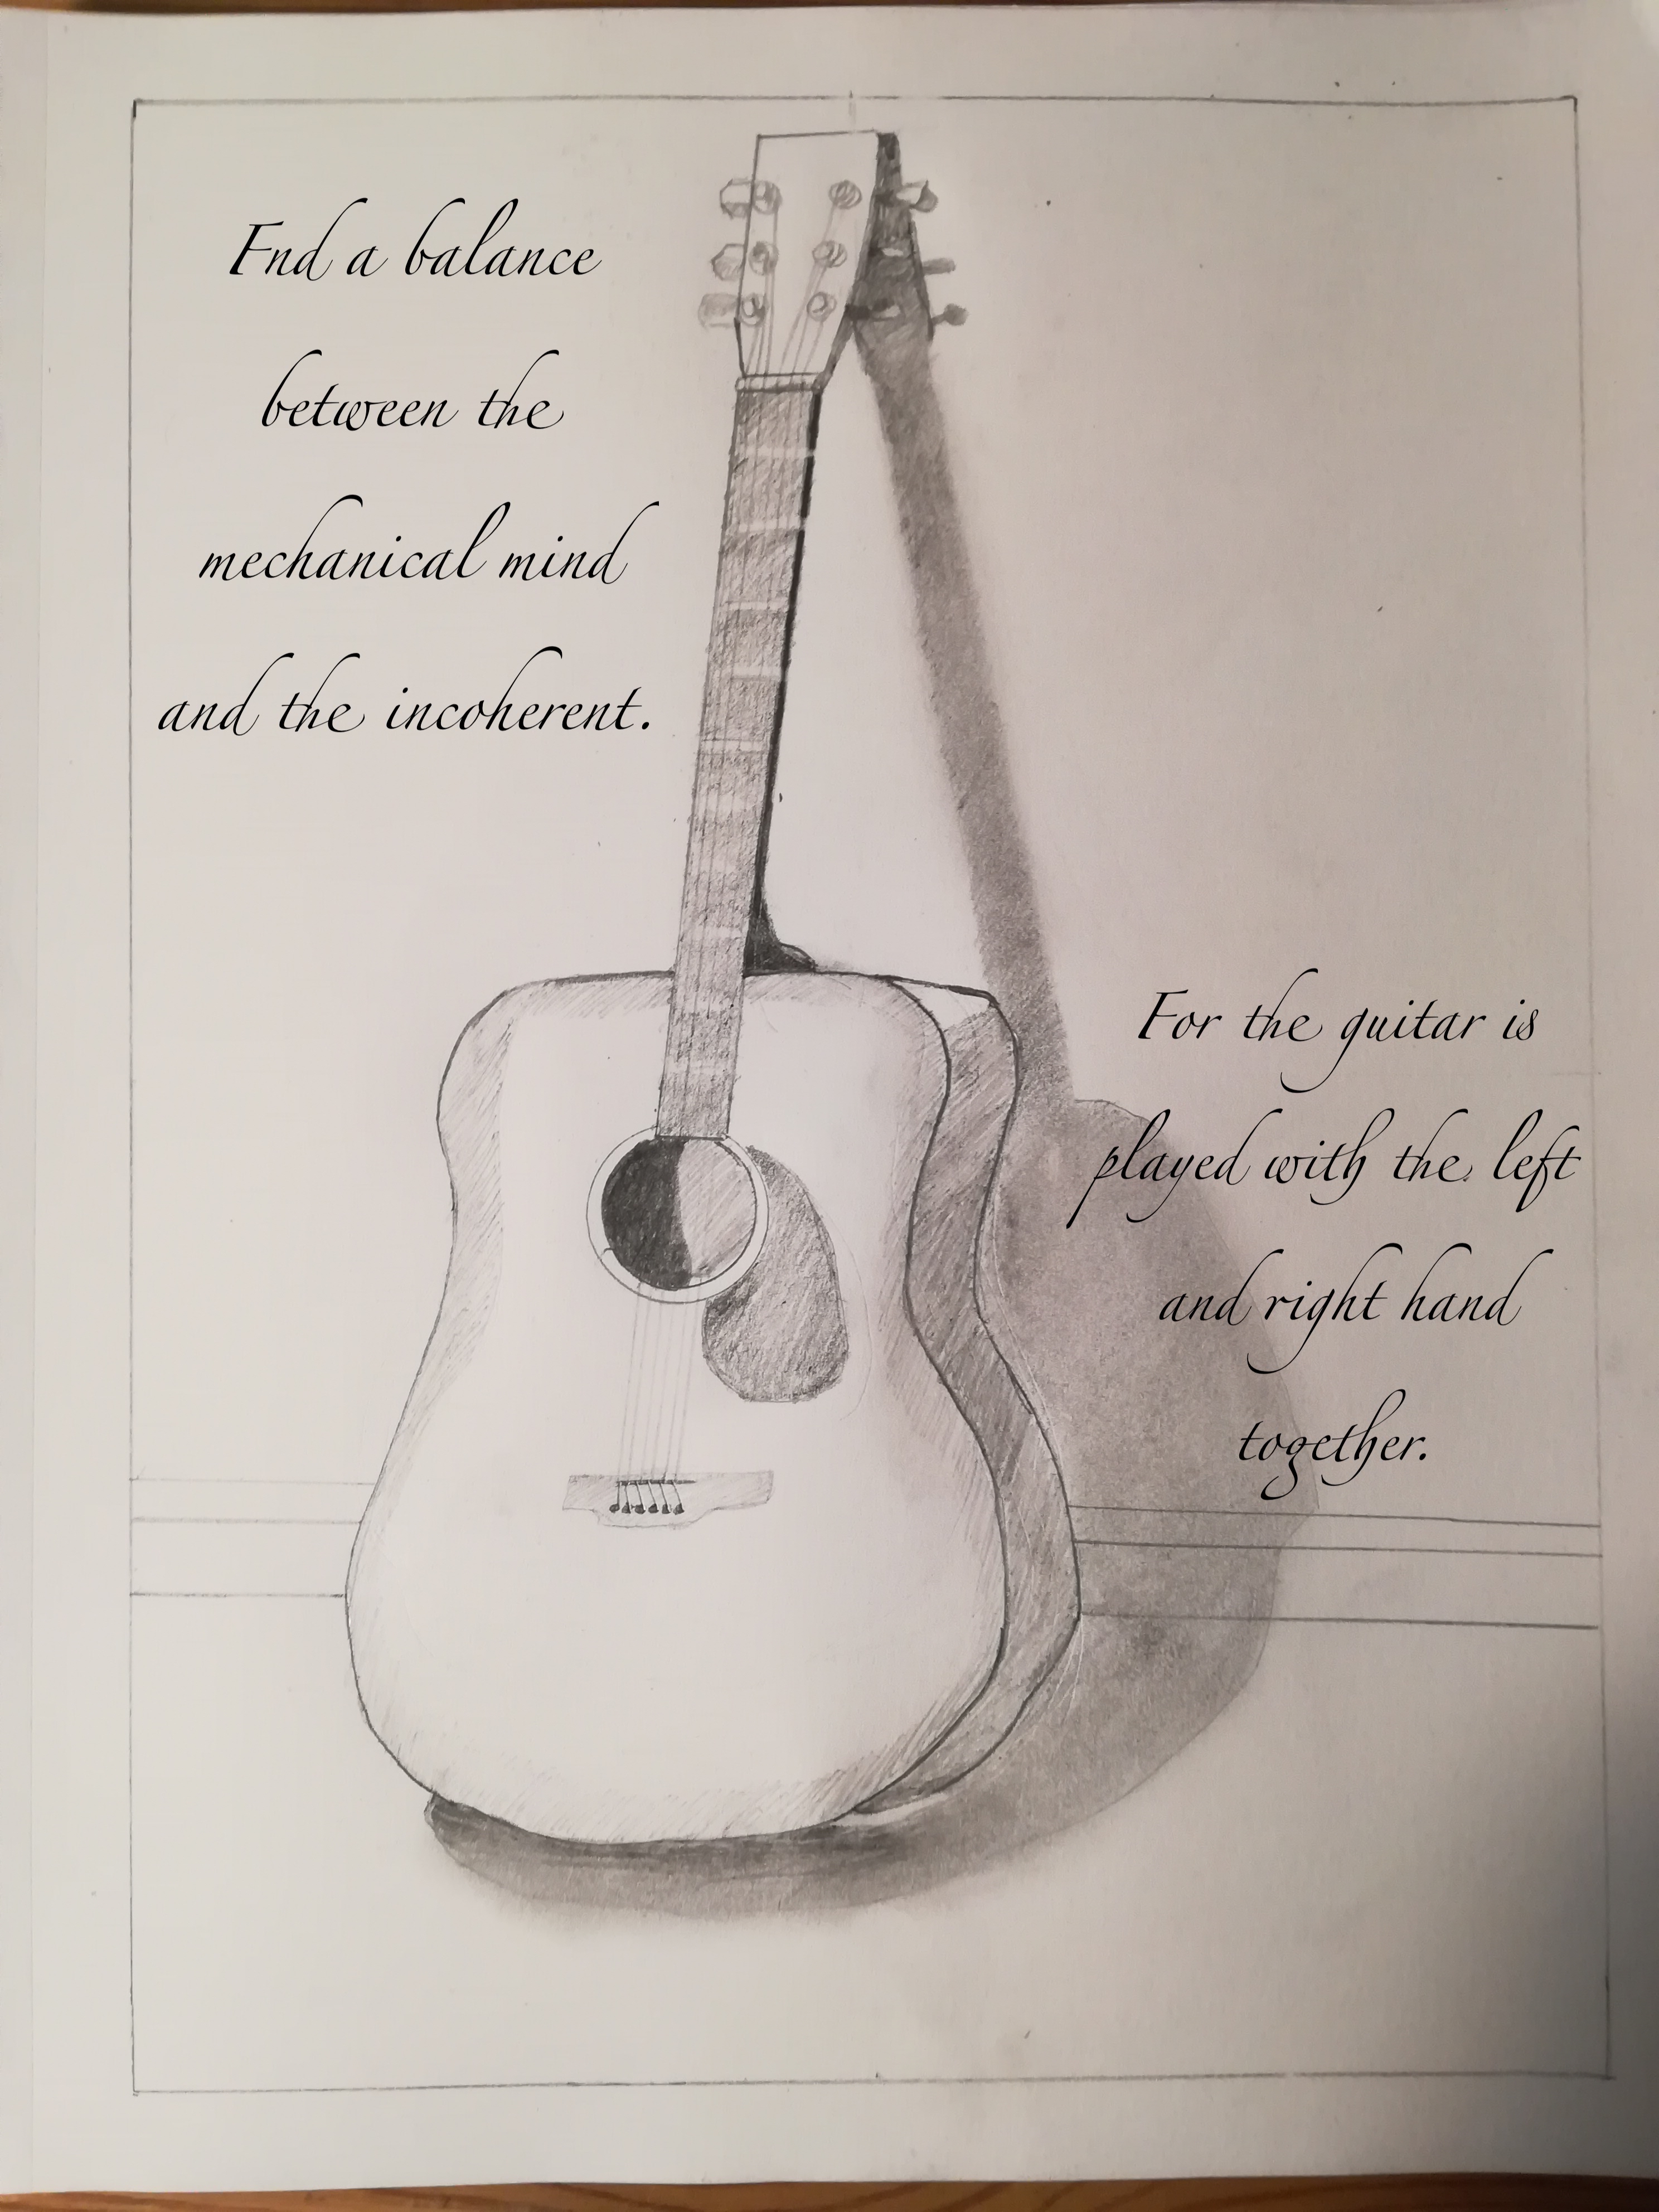 Find a balance
between the
mechanical mind
and the incoherent.
For the guitar is
played with the left
and right hand
together.